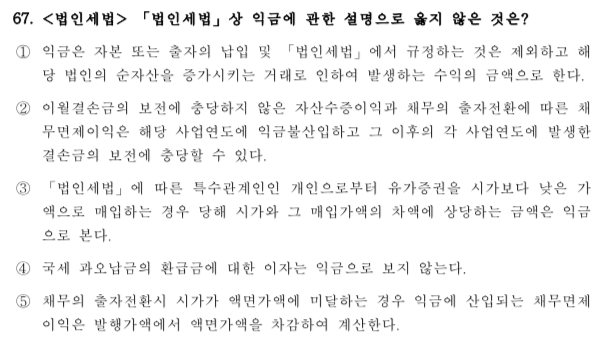 67. <법인세법> 「법인세법」상 익금에 관한 설명으로 옳지 않은 것은?
① 익금은 자본 또는 출자의 납입 및 「법인세법」에서 규정하는 것은 제외하고 해
당 법인의 순자산을 증가시키는 거래로 인하여 발생하는 수익의 금액으로 한다.
② 이월결손금의 보전에 충당하지 않은 자산수증이익과 채무의 출자전환에 따른 채
무면제이익은 해당 사업연도에 익금불산입하고 그 이후의 각 사업연도에 발생한
결손금의 보전에 충당할 수 있다.
③ 「법인세법」에 따른 특수관계인인 개인으로부터 유가증권을 시가보다 낮은 가
액으로 매입하는 경우 당해 시가와 그 매입가액의 차액에 상당하는 금액은 익금
으로 본다.
④ 국세 과오납금의 환급금에 대한 이자는 익금으로 보지 않는다.
⑤ 채무의 출자전환시 시가가 액면가액에 미달하는 경우 익금에 산입되는 채무면제
이익은 발행가액에서 액면가액을 차감하여 계산한다.